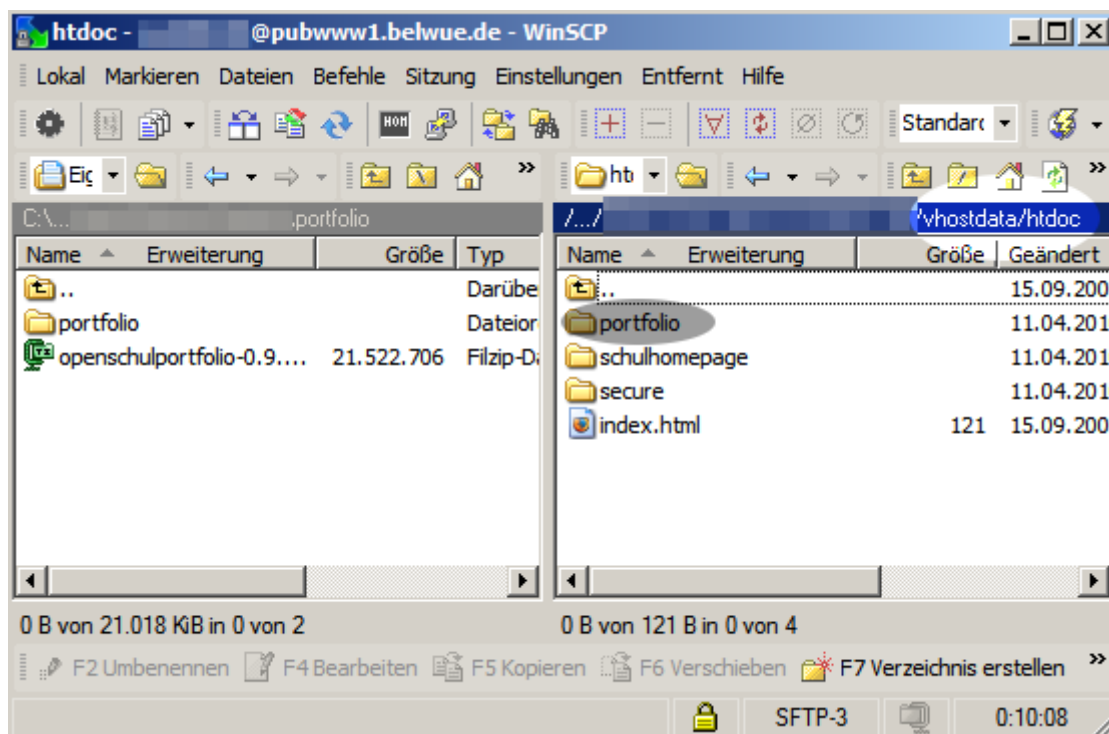 htdoc - @pubwww1.belwue.de - WinSCP
Lokal Markieren Dateien Befehle Sitzung Einstellungen Entfernt Hilfe
Standard
Eig htd
C:\... .portfolio /.../ /vhostdata/htdoc
Name Erweiterung Größe Typ Name Erweiterung Größe Geändert
.. Darübe .. 15.09.200
portfolio Dateior portfolio 11.04.201
openschulportfolio-0.9.... 21.522.706 Filzip-Da schulhomepage 11.04.201
secure 11.04.201
index.html 121 15.09.200
0 B von 21.018 KiB in 0 von 2 0 B von 121 B in 0 von 4
F2 Umbenennen F4 Bearbeiten F5 Kopieren F6 Verschieben F7 Verzeichnis erstellen »
SFTP-3 0:10:08